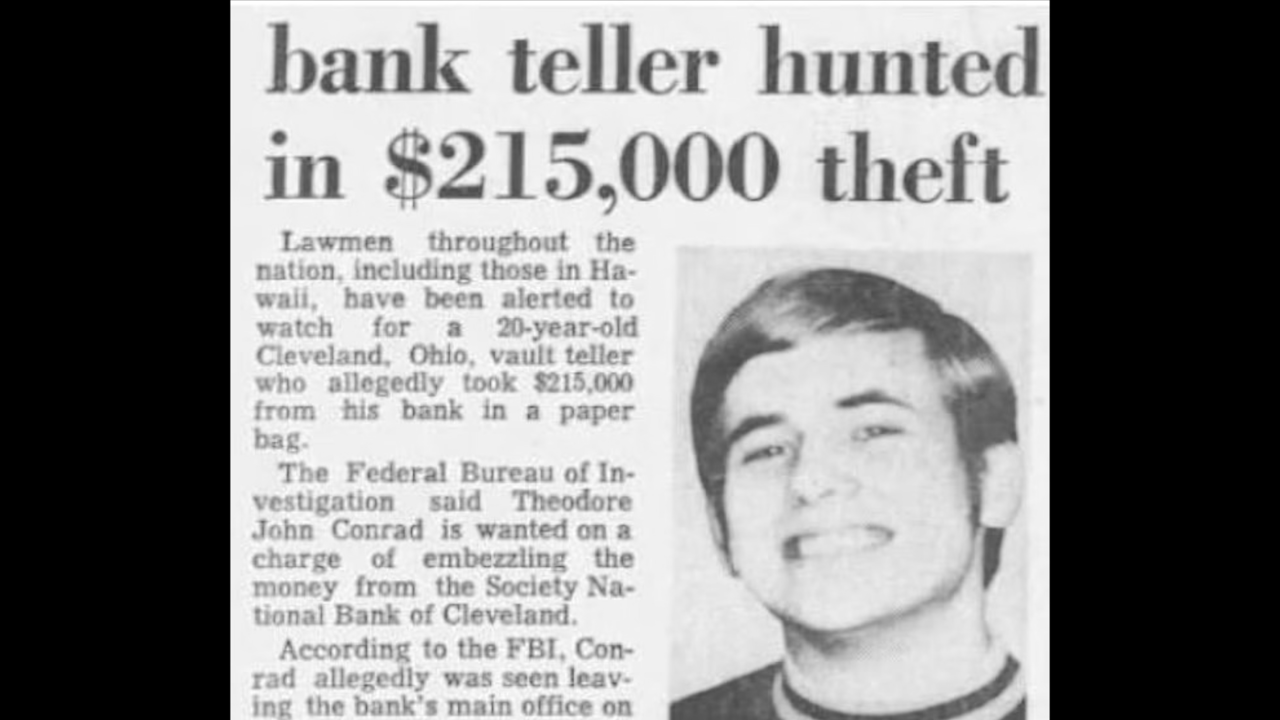 bank teller hunted
in $215,000 theft
Lawmen throughout the
nation, including those in Ha-
waii, have been alerted to
watch for a 20-year-old
Cleveland, Ohio, vault teller
who allegedly took $215,000
from his bank in a paper
bag.
The Federal Bureau of In-
vestigation said Theodore
John Conrad is wanted on a
charge of embezzling the
money from the Society Na-
tional Bank of Cleveland.
According to the FBI, Con-
rad allegedly was seen leav-
ing the bank's main office on